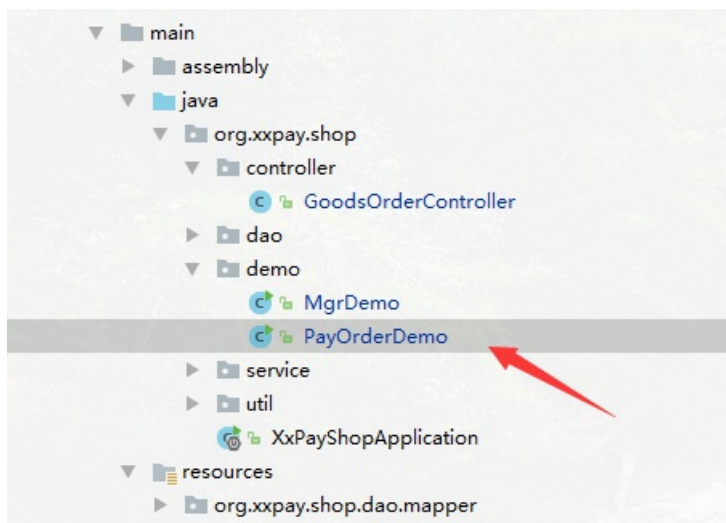 main
assembly
java
org.xxpay.shop
controller
GoodsOrderController
dao
demo
MgrDemo
PayOrderDemo
service
util
XxPayShopApplication
resources
org.xxpay.shop.dao.mapper